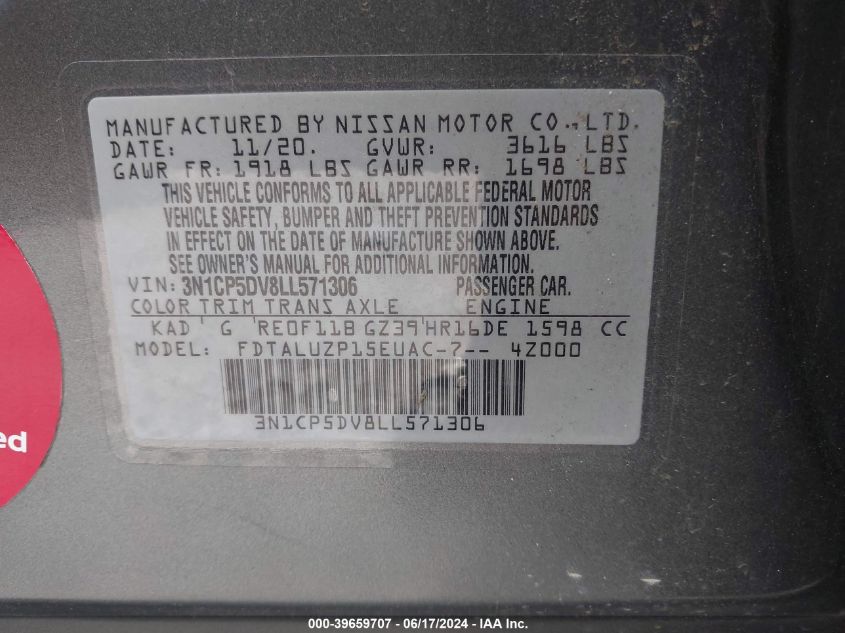 MANUFACTURED BY NISSAN MOTOR CO.,LTD.
DATE: 11/20. GVWR: 3616 LBS
GAWR FR: 1918 LBS GAWR RR: 1698 LBS
THIS VEHICLE CONFORMS TO ALL APPLICABLE FEDERAL MOTOR
VEHICLE SAFETY, BUMPER AND THEFT PREVENTION STANDARDS
IN EFFECT ON THE DATE OF MANUFACTURE SHOWN ABOVE.
SEE OWNER'S MANUAL FOR ADDITIONAL INFORMATION.
VIN: 3N1CP5DV8LL571306 PASSENGER CAR.
COLOR TRIM TRANS AXLE ENGINE
KAD G RE0F11B GZ39 HR16DE 1598 CC
MODEL: FDTALUZP15EUAC-7-- 4Z000
3N1CP5DV8LL571306
ed
000-39659707 - 06/17/2024 - IAA Inc.